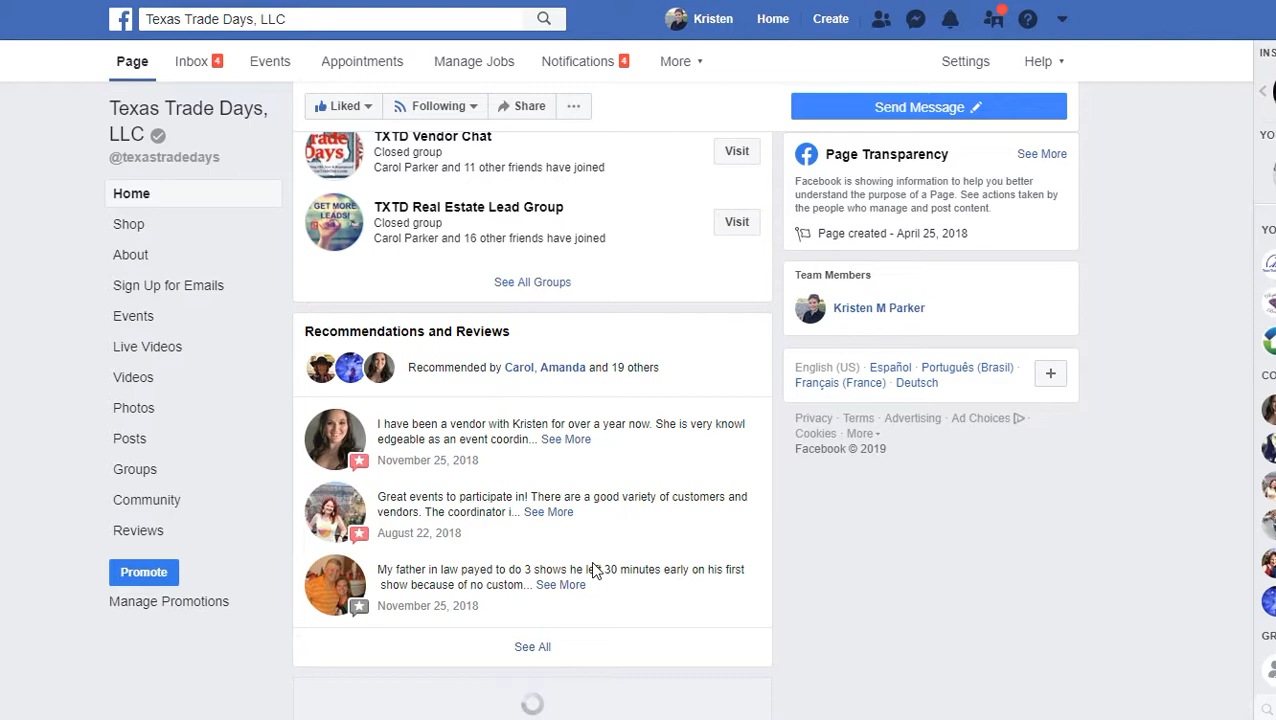 Texas Trade Days, LLC
Kristen
Home
Create
Page
Inbox 4
Events
Appointments
Manage Jobs
Notifications 4
More
Settings
Help
Texas Trade Days,
LLC
@texastradedays
Home
Shop
About
Sign Up for Emails
Events
Live Videos
Videos
Photos
Posts
Groups
Community
Reviews
Promote
Manage Promotions
Liked
Following
Share
Send Message
Trade
Days
TXTD Vendor Chat
Closed group
Carol Parker and 11 other friends have joined
Visit
GET MORE
LEADS!
TXTD Real Estate Lead Group
Closed group
Carol Parker and 16 other friends have joined
Visit
See All Groups
Recommendations and Reviews
Recommended by Carol, Amanda and 19 others
I have been a vendor with Kristen for over a year now. She is very knowl
edgeable as an event coordin... See More
November 25, 2018
Great events to participate in! There are a good variety of customers and
vendors. The coordinator i... See More
August 22, 2018
My father in law payed to do 3 shows he 30 minutes early on his first
show because of no custom... See More
November 25, 2018
See All
Page Transparency
See More
Facebook is showing information to help you better
understand the purpose of a Page. See actions taken by
the people who manage and post content.
Page created - April 25, 2018
Team Members
Kristen M Parker
English (US) · Español · Português (Brasil) ·
Français (France) · Deutsch
Privacy · Terms · Advertising · Ad Choices ·
Cookies · More
Facebook © 2019
INS
YO
YO
CO
GR